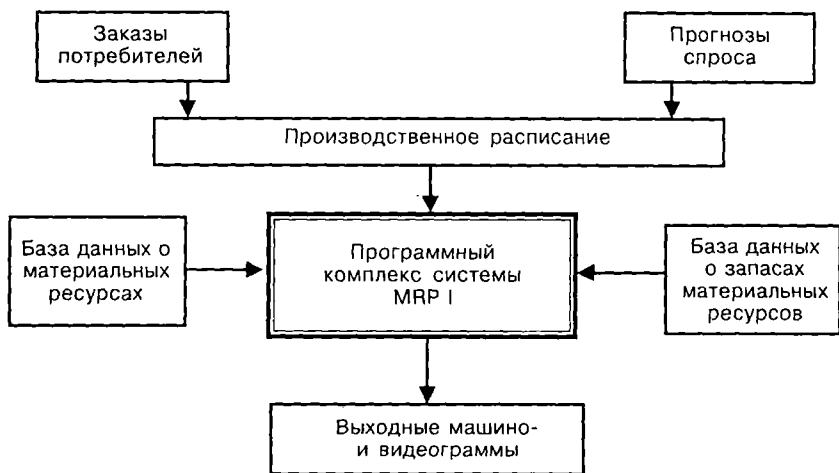 Заказы
потребителей
Прогнозы
спроса
Производственное расписание
База данных о
материальных
ресурсах
Программный
комплекс системы
MRP I
База данных
о запасах
материальных
ресурсов
Выходные машино-
и видеограммы